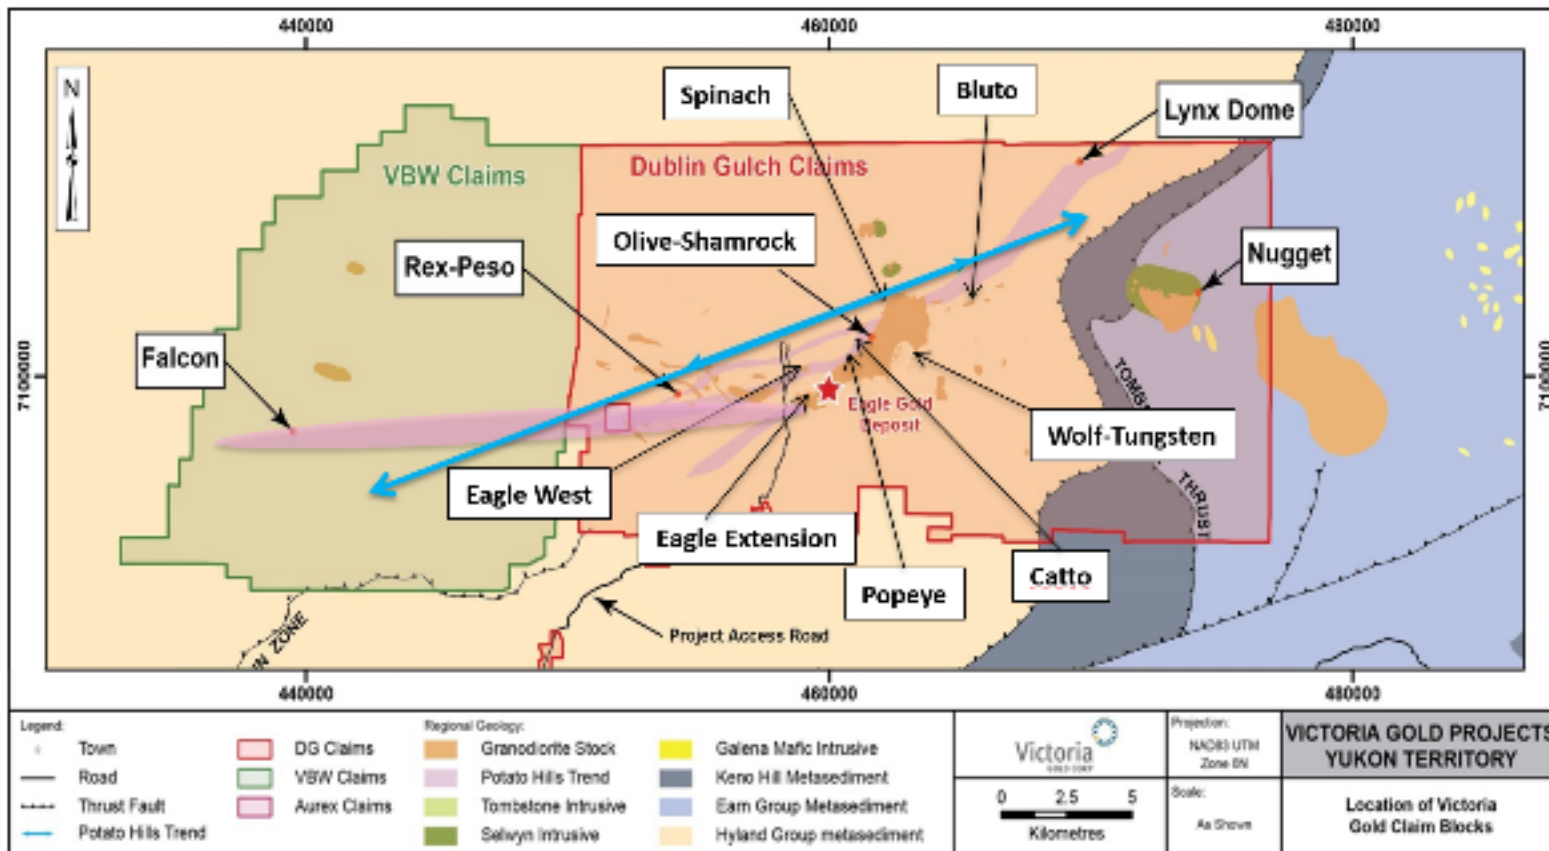 440000
460000
480000
N
Spinach
Bluto
Lynx Dome
VBW Claims
Dublin Gulch Claims
Olive-Shamrock
Rex-Peso
Nugget
Falcon
7100000
7100000
TOMB
Eagle Gold
Deposit
Wolf-Tungsten
Eagle West
THRUST
Eagle Extension
Catto
Popeye
IN ZONE
Project Access Road
440000
460000
480000
Legend:
Town
Road
Thrust Fault
Potato Hills Trend
DG Claims
VBW Claims
Aurex Claims
Regional Geology:
Granodiorite Stock
Potato Hills Trend
Tombstone Intrusive
Selwyn Intrusive
Galena Mafic Intrusive
Keno Hill Metasediment
Earn Group Metasediment
Hyland Group metasediment
Victoria
GOLD CORP
0 2.5 5
Kilometres
Projection:
NAD83 UTM
Zone 8N
Scale:
As Shown
VICTORIA GOLD PROJECTS
YUKON TERRITORY
Location of Victoria
Gold Claim Blocks